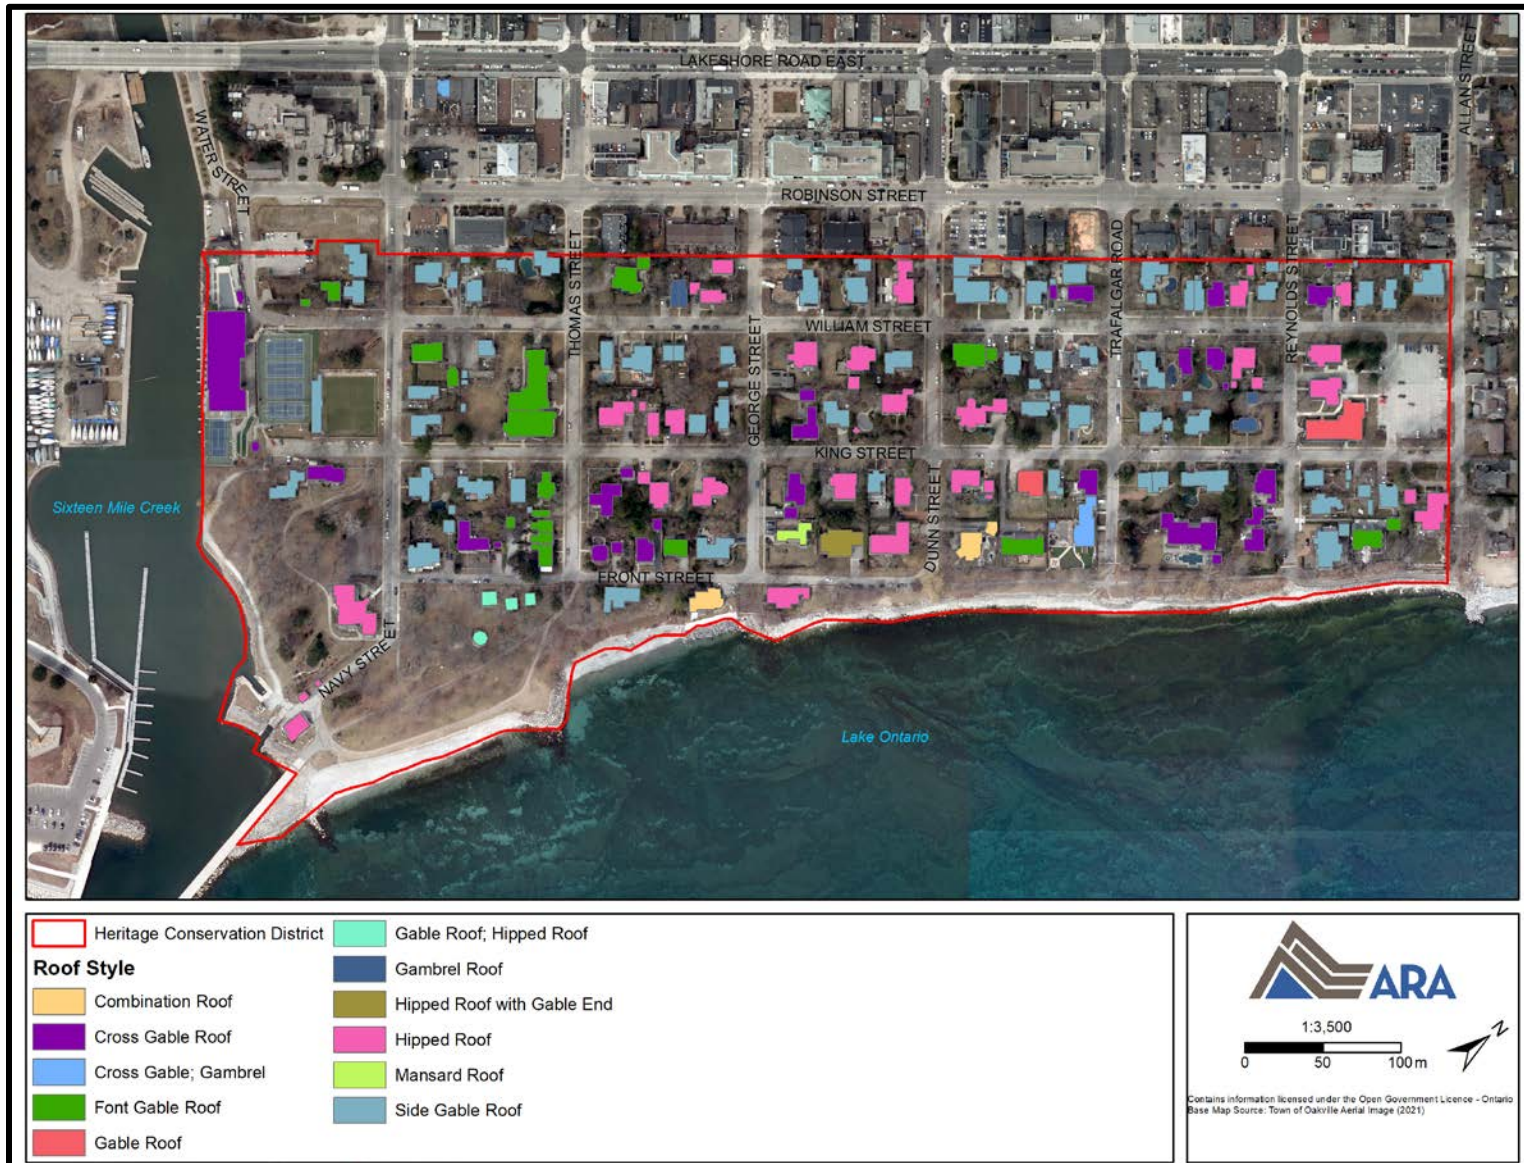 LAKESHORE ROAD EAST
ALLAN STREET
WATER STREET
ROBINSON STREET
THOMAS STREET
TRAFALGAR ROAD
REYNOLDS STREET
GEORGE STREET
WILLIAM STREET
KING STREET
DUNN STREET
Sixteen Mile Creek
FRONT STREET
NAVY STREET
Lake Ontario
Heritage Conservation District
Roof Style
Combination Roof
Cross Gable Roof
Cross Gable; Gambrel
Font Gable Roof
Gable Roof
Gable Roof; Hipped Roof
Gambrel Roof
Hipped Roof with Gable End
Hipped Roof
Mansard Roof
Side Gable Roof
ARA
1:3,500
0 50 100 m
N
Contains information licensed under the Open Government Licence - Ontario
Base Map Source: Town of Oakville Aerial Image (2021)